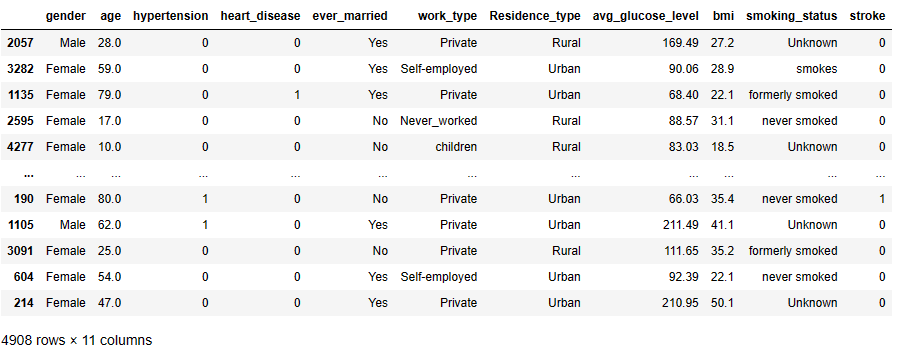 gender age hypertension heart_disease ever_married work_type Residence_type avg_glucose_level bmi smoking_status stroke
2057 Male 28.0 0 0 Yes Private Rural 169.49 27.2 Unknown 0
3282 Female 59.0 0 0 Yes Self-employed Urban 90.06 28.9 smokes 0
1135 Female 79.0 0 1 Yes Private Urban 68.40 22.1 formerly smoked 0
2595 Female 17.0 0 0 No Never_worked Rural 88.57 31.1 never smoked 0
4277 Female 10.0 0 0 No children Rural 83.03 18.5 Unknown 0
... ... ... ... ... ... ... ... ... ... ... ...
190 Female 80.0 1 0 No Private Urban 66.03 35.4 never smoked 1
1105 Male 62.0 1 0 Yes Private Urban 211.49 41.1 Unknown 0
3091 Female 25.0 0 0 No Private Rural 111.65 35.2 formerly smoked 0
604 Female 54.0 0 0 Yes Self-employed Urban 92.39 22.1 never smoked 0
214 Female 47.0 0 0 Yes Private Urban 210.95 50.1 Unknown 0
4908 rows × 11 columns